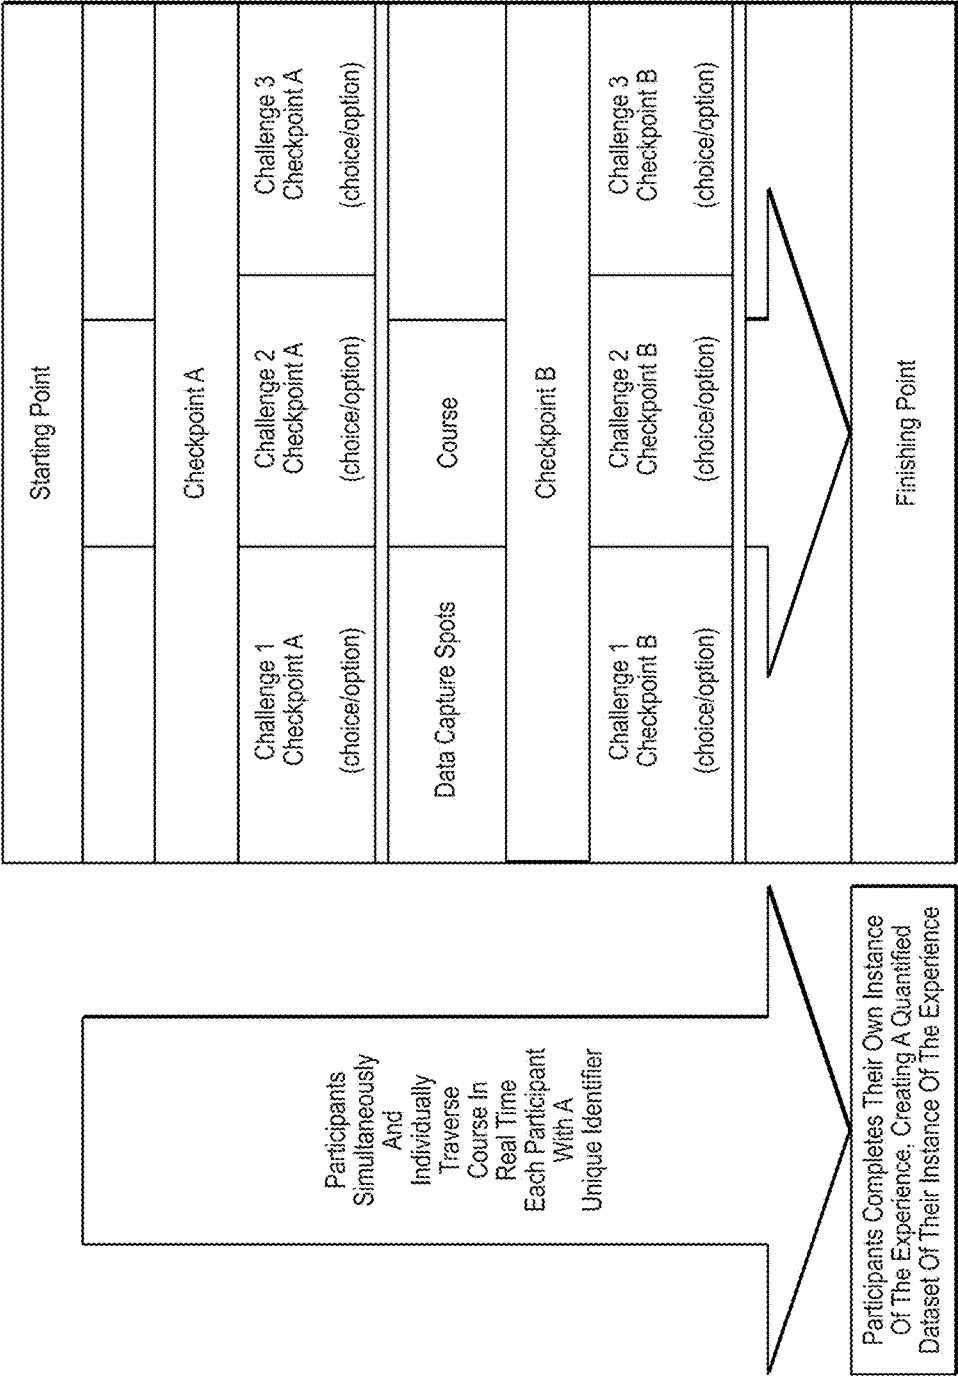 Starting Point
Checkpoint A
Challenge 1
Checkpoint A
(choice/option)
Challenge 2
Checkpoint A
(choice/option)
Challenge 3
Checkpoint A
(choice/option)
Data Capture Spots
Course
Checkpoint B
Challenge 1
Checkpoint B
(choice/option)
Challenge 2
Checkpoint B
(choice/option)
Challenge 3
Checkpoint B
(choice/option)
Finishing Point
Participants
Simultaneously
And
Individually
Traverse
Course In
Real Time
Each Participant
With A
Unique Identifier
Participants Completes Their Own Instance
Of The Experience, Creating A Quantified
Dataset Of Their Instance Of The Experience